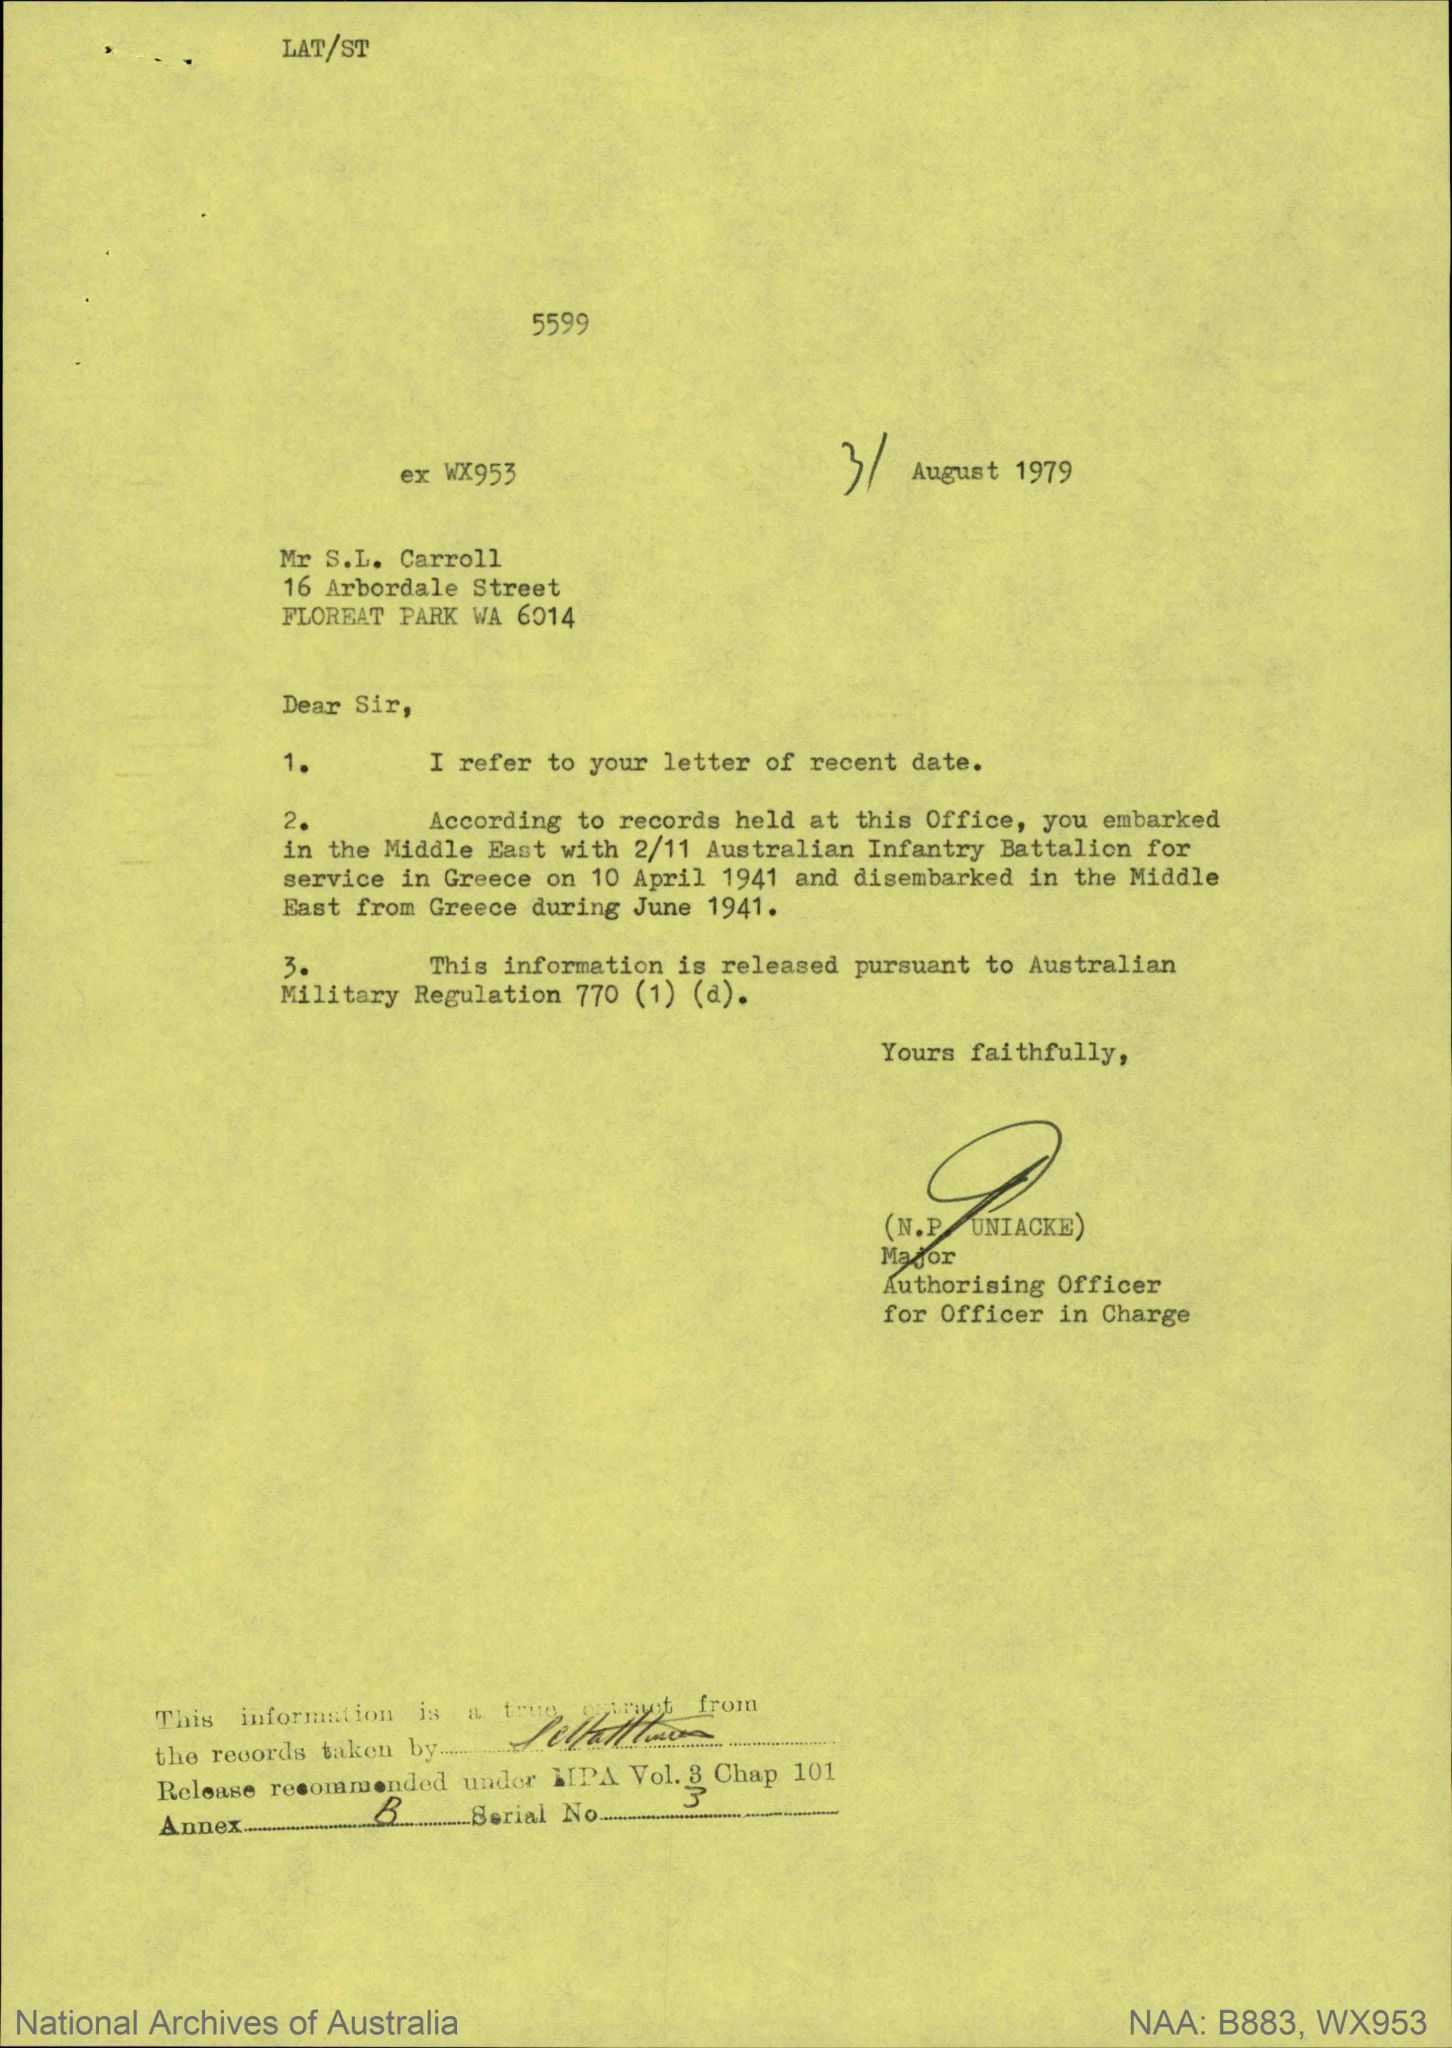 LAT/ST
5599
ex WX953
31 August 1979
Mr S.L. Carroll
16 Arbordale Street
FLOREAT PARK WA 6014
Dear Sir,
1. I refer to your letter of recent date.
2. According to records held at this Office, you embarked
in the Middle East with 2/11 Australian Infantry Battalion for
service in Greece on 10 April 1941 and disembarked in the Middle
East from Greece during June 1941.
3. This information is released pursuant to Australian
Military Regulation 770 (1) (d).
Yours faithfully,
(N.P. UNIACKE)
Major
Authorising Officer
for Officer in Charge
This information is a true extract from
the records taken by
Release recommended under MPA Vol. 3 Chap 101
Annex B Serial No 3
National Archives of Australia
NAA: B883, WX953